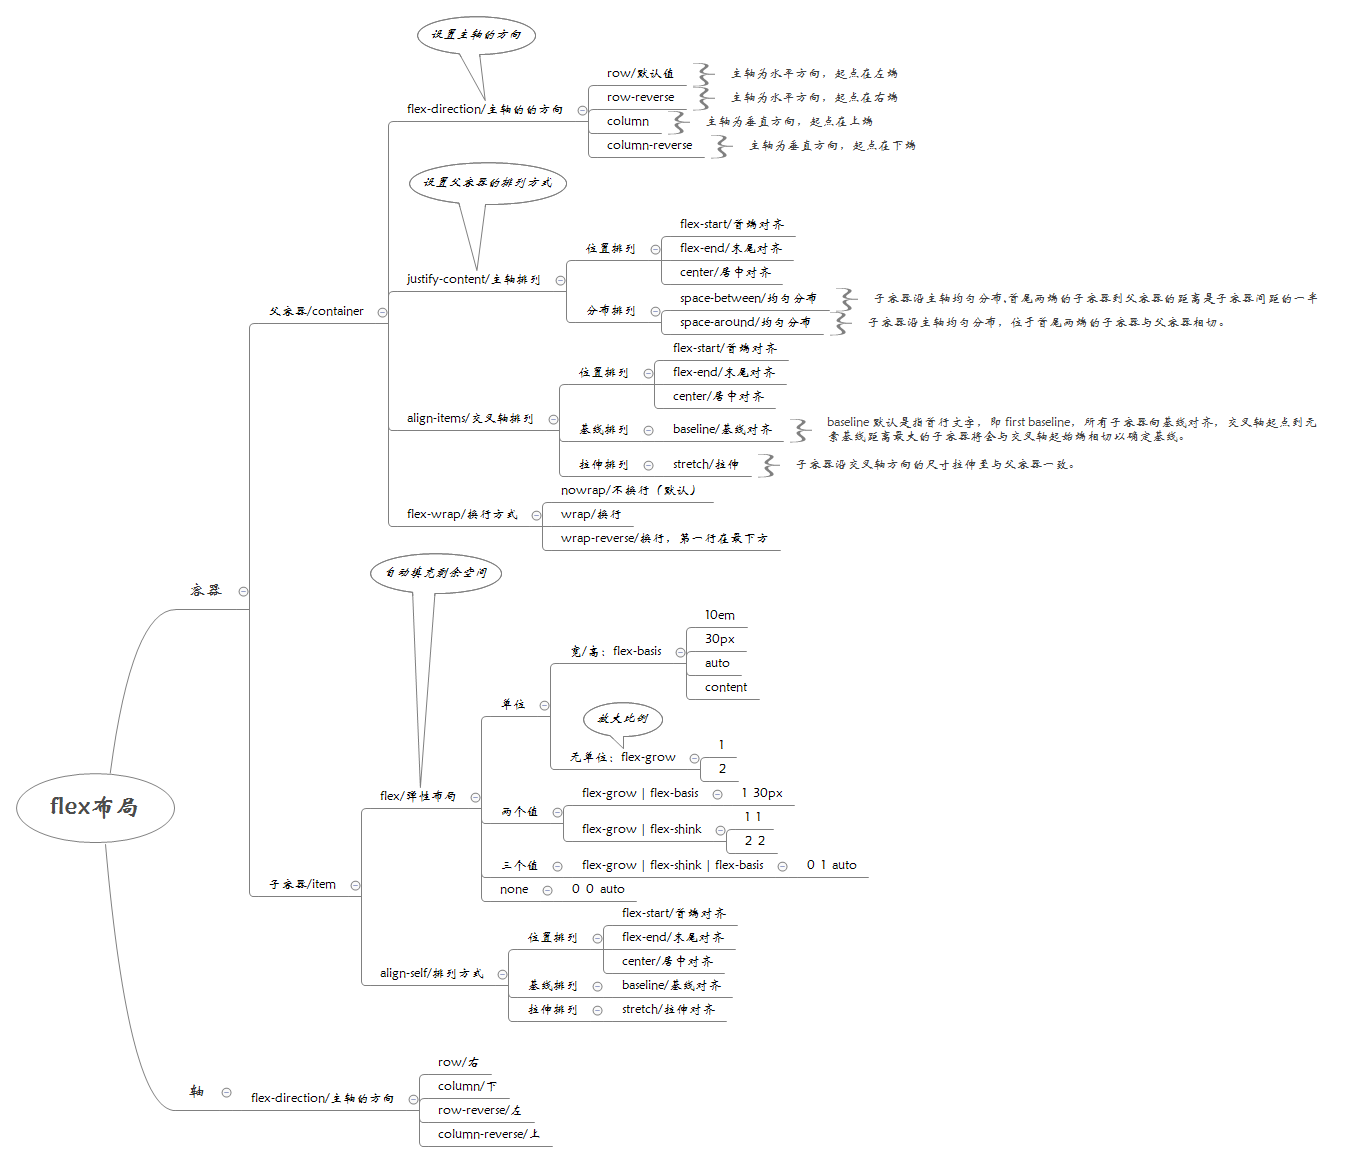 设置主轴的方向
row/默认值
主轴为水平方向，起点在左端
row-reverse
主轴为水平方向，起点在右端
flex-direction/主轴的的方向
column
主轴为垂直方向，起点在上端
column-reverse
主轴为垂直方向，起点在下端
设置父容器的排列方式
flex-start/首端对齐
位置排列
flex-end/末尾对齐
center/居中对齐
justify-content/主轴排列
space-between/均匀分布
子容器沿主轴均匀分布,首尾两端的子容器到父容器的距离是子容器间距的一半
父容器/container
分布排列
space-around/均匀分布
子容器沿主轴均匀分布，位于首尾两端的子容器与父容器相切。
flex-start/首端对齐
位置排列
flex-end/末尾对齐
center/居中对齐
align-items/交叉轴排列
基线排列
baseline/基线对齐
baseline 默认是指首行文字，即 first baseline，所有子容器向基线对齐，交叉轴起点到元
素基线距离最大的子容器将会与交叉轴起始端相切以确定基线。
拉伸排列
stretch/拉伸
子容器沿交叉轴方向的尺寸拉伸至与父容器一致。
nowrap/不换行（默认）
flex-wrap/换行方式
wrap/换行
wrap-reverse/换行，第一行在最下方
容器
自动填充剩余空间
10em
30px
宽/高：flex-basis
auto
content
单位
放大比例
1
无单位：flex-grow
2
flex/弹性布局
flex-grow | flex-basis
1 30px
两个值
1 1
flex-grow | flex-shink
2 2
flex布局
三个值
flex-grow | flex-shink | flex-basis
0 1 auto
子容器/item
none
0 0 auto
flex-start/首端对齐
位置排列
flex-end/末尾对齐
center/居中对齐
align-self/排列方式
基线排列
baseline/基线对齐
拉伸排列
stretch/拉伸对齐
row/右
轴
column/下
flex-direction/主轴的方向
row-reverse/左
column-reverse/上